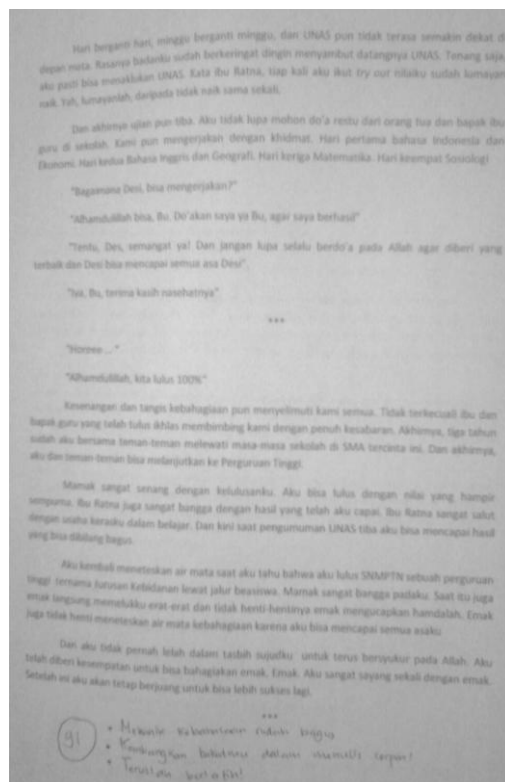 Hari berganti hari, minggu berganti minggu, dan UNAS pun tidak terasa semakin dekat di
depan mata. Rasanya badanku sudah berkeringat dingin menyambut datangnya UNAS. Tenang saja,
aku pasti bisa menaklukan UNAS. Kata ibu Ratna, tiap kali aku ikut try out nilaiku sudah lumayan
naik. Yah, lumayanlah, daripada tidak naik sama sekali.
Dan akhirnya ujian pun tiba. Aku tidak lupa mohon do'a restu dari orang tua dan bapak ibu
guru di sekolah. Kami pun mengerjakan dengan khidmat. Hari pertama bahasa Indonesia dan
Ekonomi. Hari kedua Bahasa Inggris dan Geografi. Hari ketiga Matematika. Hari keempat Sosiologi
"Bagaimana Desi, bisa mengerjakan?"
"Alhamdulillah bisa, Bu. Do'akan saya ya Bu, agar saya berhasil"
"Tentu, Des, semangat ya! Dan jangan lupa selalu berdo'a pada Allah agar diberi yang
terbaik dan Desi bisa mencapai semua asa Desi".
"Iya, Bu, terima kasih nasehatnya"
***
"Horeee ... "
"Alhamdulillah, kita lulus 100%"
Kesenangan dan tangis kebahagiaan pun menyelimuti kami semua. Tidak terkecuali ibu dan
bapak guru yang telah tulus ikhlas membimbing kami dengan penuh kesabaran. Akhirnya, tiga tahun
sudah aku bersama teman-teman melewati masa-masa sekolah di SMA tercinta ini. Dan akhirnya,
aku dan teman-teman bisa melanjutkan ke Perguruan Tinggi.
Mamak sangat senang dengan kelulusanku. Aku bisa lulus dengan nilai yang hampir
sempurna. Ibu Ratna juga sangat bangga dengan hasil yang telah aku capai. Ibu Ratna sangat salut
dengan usaha kerasku dalam belajar. Dan kini saat pengumuman UNAS tiba aku bisa mencapai hasil
yang bisa dibilang bagus.
Aku kembali meneteskan air mata saat aku tahu bahwa aku lulus SNMPTN sebuah perguruan
tinggi ternama jurusan Kebidanan lewat jalur beasiswa. Mamak sangat bangga padaku. Saat itu juga
emak langsung memelukku erat-erat dan tidak henti-hentinya emak mengucapkan hamdalah. Emak
juga tidak henti meneteskan air mata kebahagiaan karena aku bisa mencapai semua asaku
Dan aku tidak pernah lelah dalam tasbih sujudku untuk terus bersyukur pada Allah. Aku
telah diberi kesempatan untuk bisa bahagiakan emak. Emak. Aku sangat sayang sekali dengan emak.
Setelah ini aku akan tetap berjuang untuk bisa lebih sukses lagi.
***
91
• sudah bagus
• Kembangkan bakatmu dalam menulis cerpen!
• Teruslah berlatih!